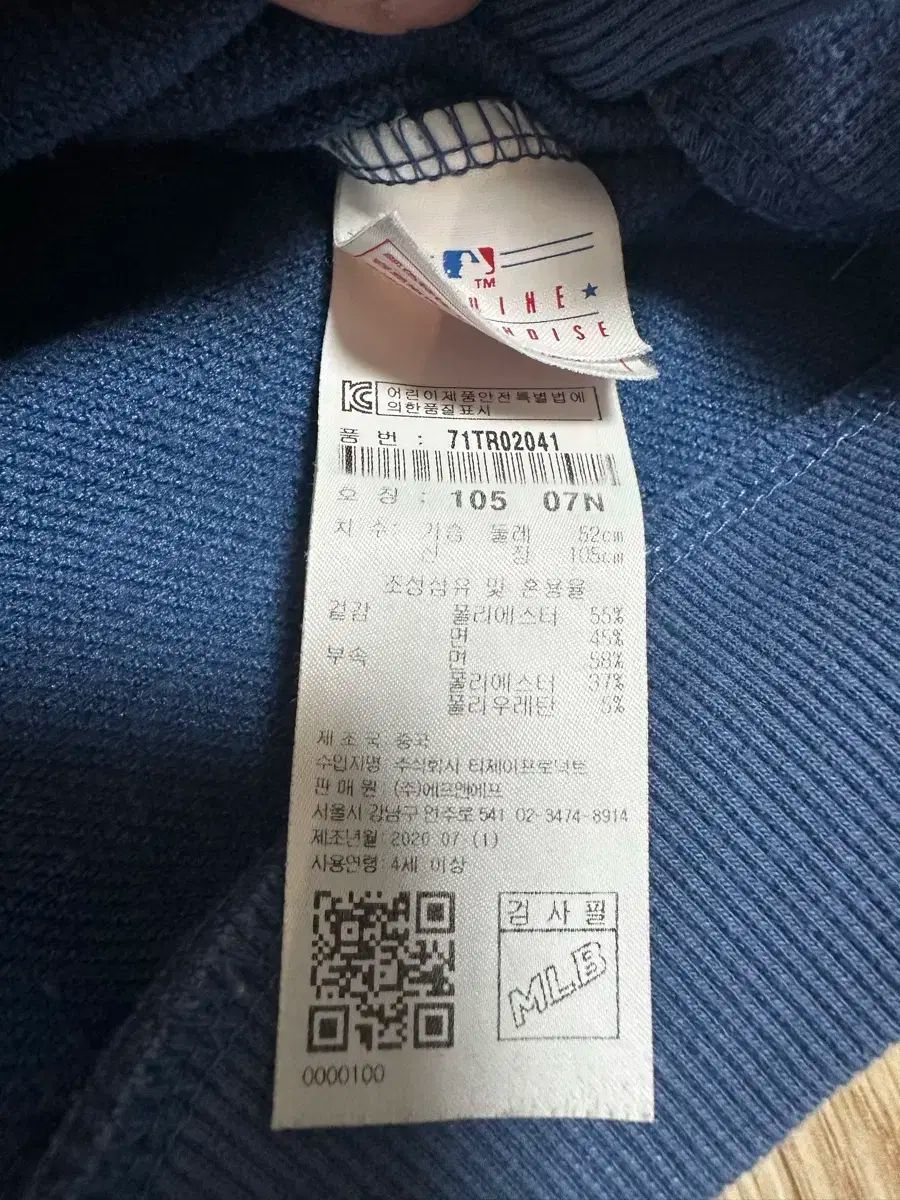 TM
INE
DISE
KC 어린이제품안전특별법에
의한품질표시
품 번 : 71TR02041
호 칭 : 105 07N
치 수: 가슴 둘레 52cm
신 장 105cm
조성섬유 및 혼용율
겉감 폴리에스터 55%
면 45%
부속 면 58%
폴리에스터 37%
폴리우레탄 5%
제 조 국 중국
수입자명 주식회사 티제이프로덕트
판 매 원 (주)에프앤에프
서울시 강남구 언주로 541 02-3474-8914
제조년월 2020.07 (1)
사용연령 4세 이상
검 사 필
MLB
0000100